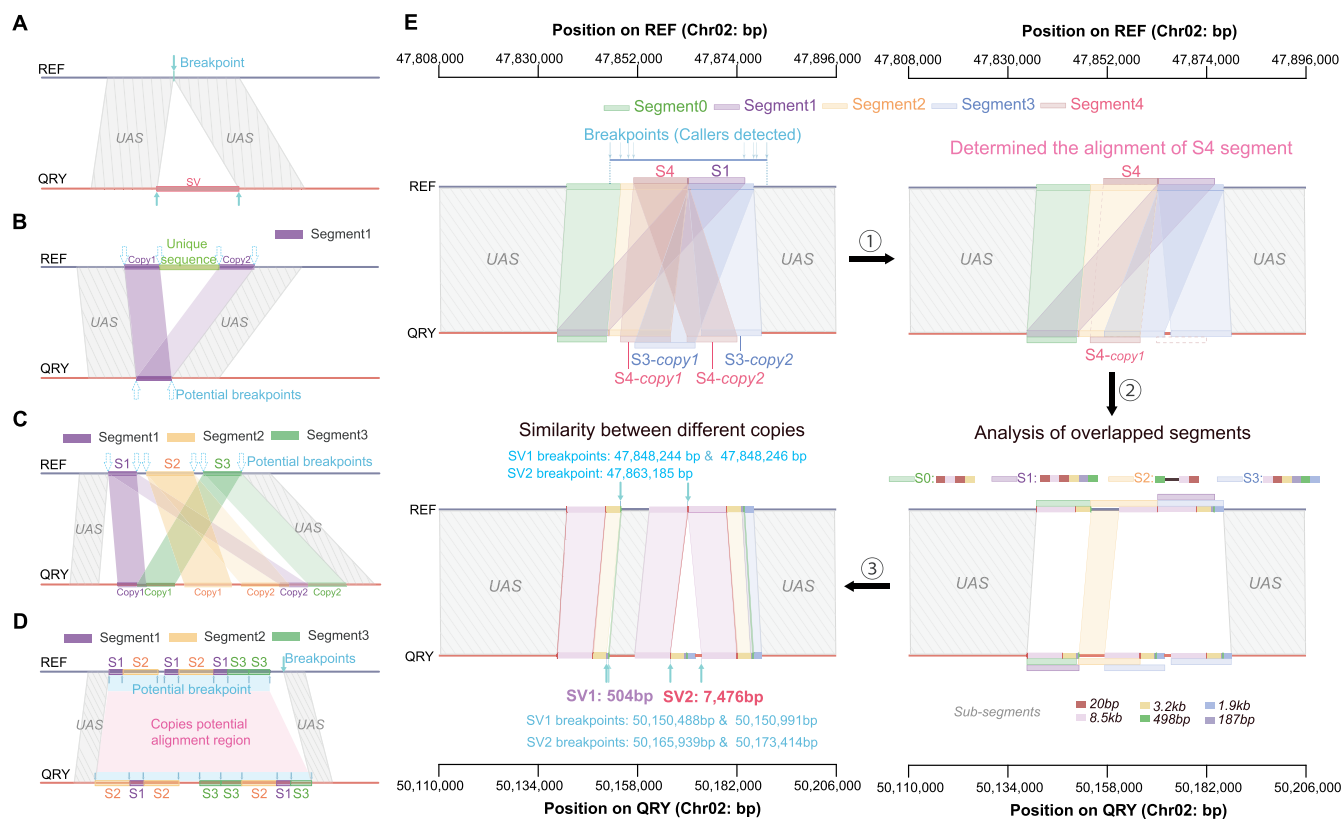 A
Breakpoint
REF
UAS
UAS
QRY
SV
B
Segment1
Unique
sequence
Copy1
Copy2
REF
UAS
UAS
QRY
Potential breakpoints
C
Segment1
Segment2
Segment3
S1
S2
S3
Potential breakpoints
REF
UAS
UAS
QRY
Copy1
Copy1
Copy1
Copy2
Copy2
Copy2
D
Segment1
Segment2
Segment3
REF
S1
S2
S1
S2
S1
S3
S3
Breakpoints
Potential breakpoint
UAS
Copies potential
alignment region
UAS
QRY
S2
S1
S2
S3
S3
S2
S1
S3
E
Position on REF (Chr02: bp)
47,808,000
47,830,000
47,852,000
47,874,000
47,896,000
Position on REF (Chr02: bp)
47,808,000
47,830,000
47,852,000
47,874,000
47,896,000
Segment0
Segment1
Segment2
Segment3
Segment4
Breakpoints (Callers detected)
S4
S1
REF
UAS
UAS
QRY
S3-copy1
S3-copy2
S4-copy1
S4-copy2
①
Determined the alignment of S4 segment
S4
UAS
UAS
S4-copy1
②
Similarity between different copies
SV1 breakpoints: 47,848,244 bp & 47,848,246 bp
SV2 breakpoint: 47,863,185 bp
REF
UAS
UAS
QRY
SV1: 504bp
SV2: 7,476bp
SV1 breakpoints: 50,150,488bp & 50,150,991bp
SV2 breakpoints: 50,165,939bp & 50,173,414bp
③
Analysis of overlapped segments
S0:
S1:
S2:
S3:
UAS
UAS
Sub-segments
20bp
3.2kb
1.9kb
8.5kb
498bp
187bp
50,110,000
50,134,000
50,158,000
50,182,000
50,206,000
Position on QRY (Chr02: bp)
50,110,000
50,134,000
50,158,000
50,182,000
50,206,000
Position on QRY (Chr02: bp)